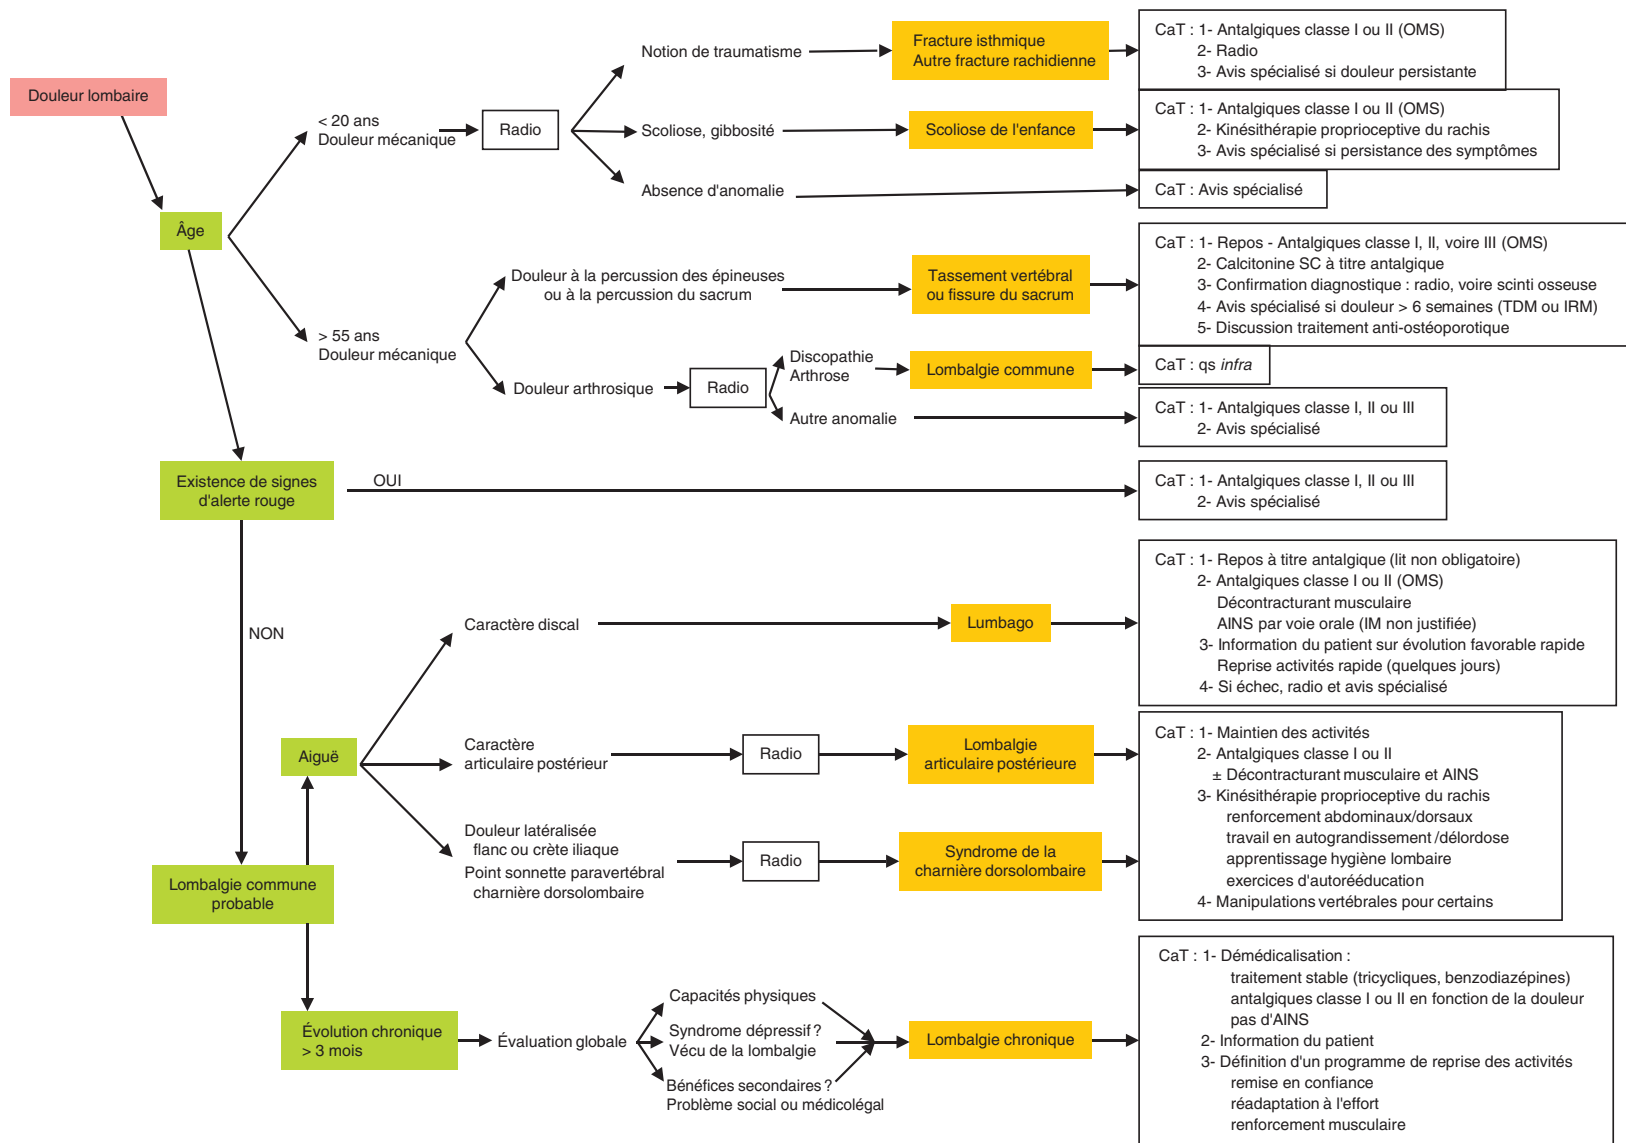 Douleur lombaire
Âge
< 20 ans
Douleur mécanique
Radio
Notion de traumatisme
Fracture isthmique
Autre fracture rachidienne
CaT : 1- Antalgiques classe I ou II (OMS)
2- Radio
3- Avis spécialisé si douleur persistante
Scoliose, gibbosité
Scoliose de l'enfance
CaT : 1- Antalgiques classe I ou II (OMS)
2- Kinésithérapie proprioceptive du rachis
3- Avis spécialisé si persistance des symptômes
Absence d'anomalie
CaT : Avis spécialisé
> 55 ans
Douleur mécanique
Douleur à la percussion des épineuses
ou à la percussion du sacrum
Tassement vertébral
ou fissure du sacrum
CaT : 1- Repos - Antalgiques classe I, II, voire III (OMS)
2- Calcitonine SC à titre antalgique
3- Confirmation diagnostique : radio, voire scinti osseuse
4- Avis spécialisé si douleur > 6 semaines (TDM ou IRM)
5- Discussion traitement anti-ostéoporotique
Douleur arthrosique
Radio
Discopathie
Arthrose
Lombalgie commune
CaT : qs infra
Autre anomalie
CaT : 1- Antalgiques classe I, II ou III
2- Avis spécialisé
Existence de signes
d'alerte rouge
OUI
CaT : 1- Antalgiques classe I, II ou III
2- Avis spécialisé
NON
Lombalgie commune
probable
Aiguë
Caractère discal
Lumbago
CaT : 1- Repos à titre antalgique (lit non obligatoire)
2- Antalgiques classe I ou II (OMS)
Décontracturant musculaire
AINS par voie orale (IM non justifiée)
3- Information du patient sur évolution favorable rapide
Reprise activités rapide (quelques jours)
4- Si échec, radio et avis spécialisé
Caractère
articulaire postérieur
Radio
Lombalgie
articulaire postérieure
CaT : 1- Maintien des activités
2- Antalgiques classe I ou II
± Décontracturant musculaire et AINS
3- Kinésithérapie proprioceptive du rachis
renforcement abdominaux/dorsaux
travail en autograndissement /délordose
apprentissage hygiène lombaire
exercices d'autorééducation
4- Manipulations vertébrales pour certains
Douleur latéralisée
flanc ou crète iliaque
Point sonnette paravertébral
charnière dorsolombaire
Radio
Syndrome de la
charnière dorsolombaire
Évolution chronique
> 3 mois
Évaluation globale
Capacités physiques
Syndrome dépressif ?
Vécu de la lombalgie
Bénéfices secondaires ?
Problème social ou médicolégal
Lombalgie chronique
CaT : 1- Démédicalisation :
traitement stable (tricycliques, benzodiazépines)
antalgiques classe I ou II en fonction de la douleur
pas d'AINS
2- Information du patient
3- Définition d'un programme de reprise des activités
remise en confiance
réadaptation à l'effort
renforcement musculaire